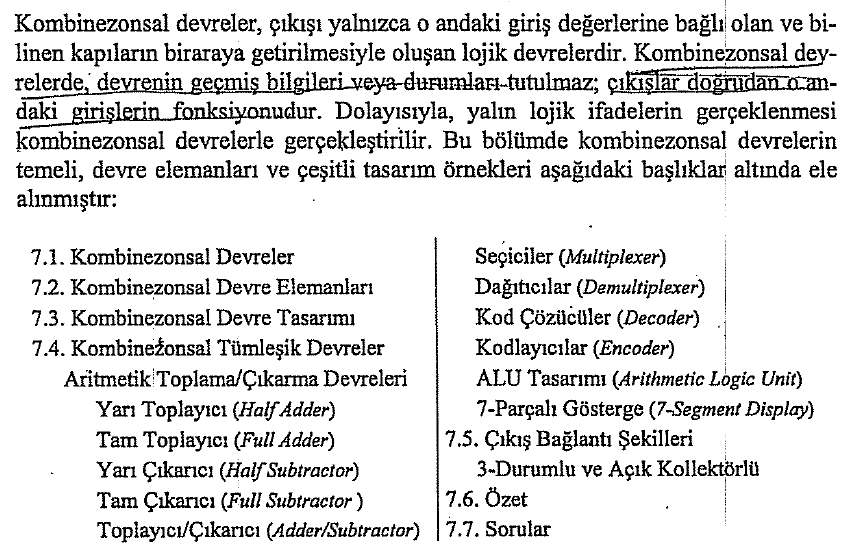 Kombinezonsal devreler, çıkışı yalnızca o andaki giriş değerlerine bağlı olan ve bi-
linen kapıların biraraya getirilmesiyle oluşan lojik devrelerdir. Kombinezonsal dev-
relerde, devrenin geçmiş bilgileri veya durumları tutulmaz; çıkışlar doğrudan o an-
daki girişlerin fonksiyonudur. Dolayısıyla, yalın lojik ifadelerin gerçeklenmesi
kombinezonsal devrelerle gerçekleştirilir. Bu bölümde kombinezonsal devrelerin
temeli, devre elemanları ve çeşitli tasarım örnekleri aşağıdaki başlıklar altında ele
alınmıştır:
7.1. Kombinezonsal Devreler
7.2. Kombinezonsal Devre Elemanları
7.3. Kombinezonsal Devre Tasarımı
7.4. Kombinezonsal Tümleşik Devreler
Aritmetik Toplama/Çıkarma Devreleri
Yarı Toplayıcı (Half Adder)
Tam Toplayıcı (Full Adder)
Yarı Çıkarıcı (Half Subtractor)
Tam Çıkarıcı (Full Subtractor )
Toplayıcı/Çıkarıcı (Adder/Subtractor)
Seçiciler (Multiplexer)
Dağıtıcılar (Demultiplexer)
Kod Çözücüler (Decoder)
Kodlayıcılar (Encoder)
ALU Tasarımı (Arithmetic Logic Unit)
7-Parçalı Gösterge (7-Segment Display)
7.5. Çıkış Bağlantı Şekilleri
3-Durumlu ve Açık Kollektörlü
7.6. Özet
7.7. Sorular